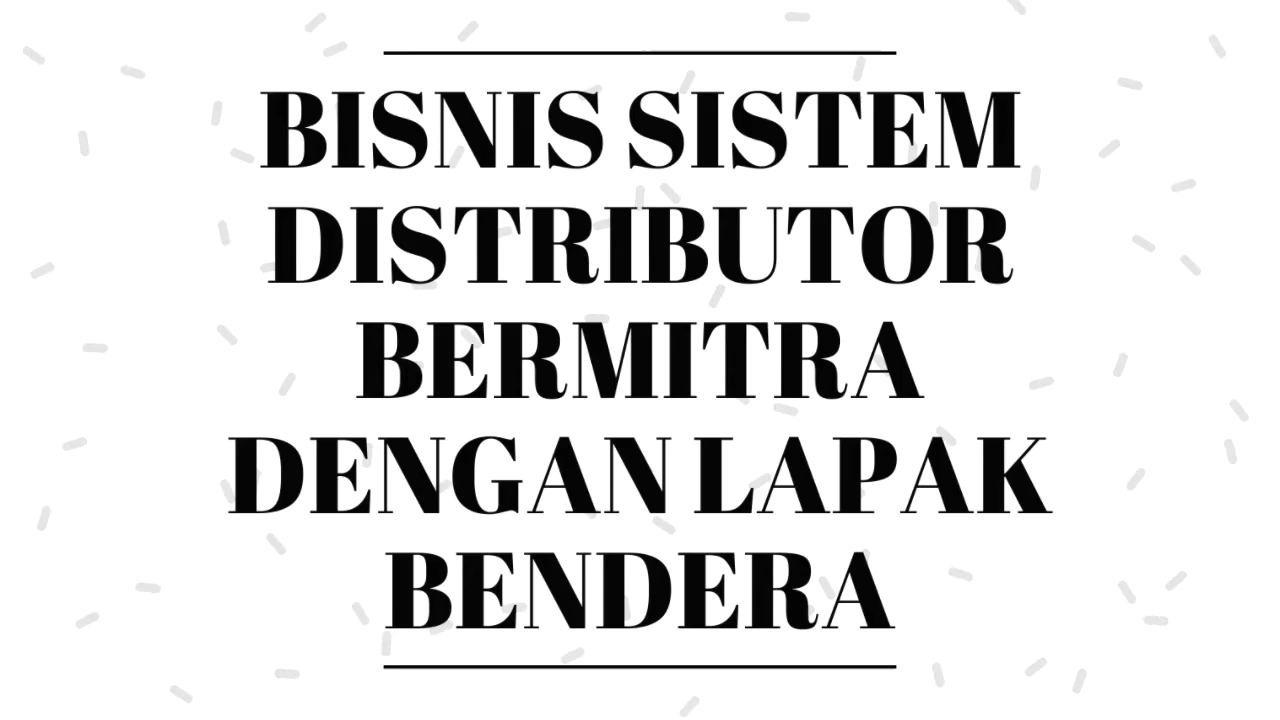 BISNIS SISTEM
DISTRIBUTOR
BERMITRA
DENGAN LAPAK
BENDERA